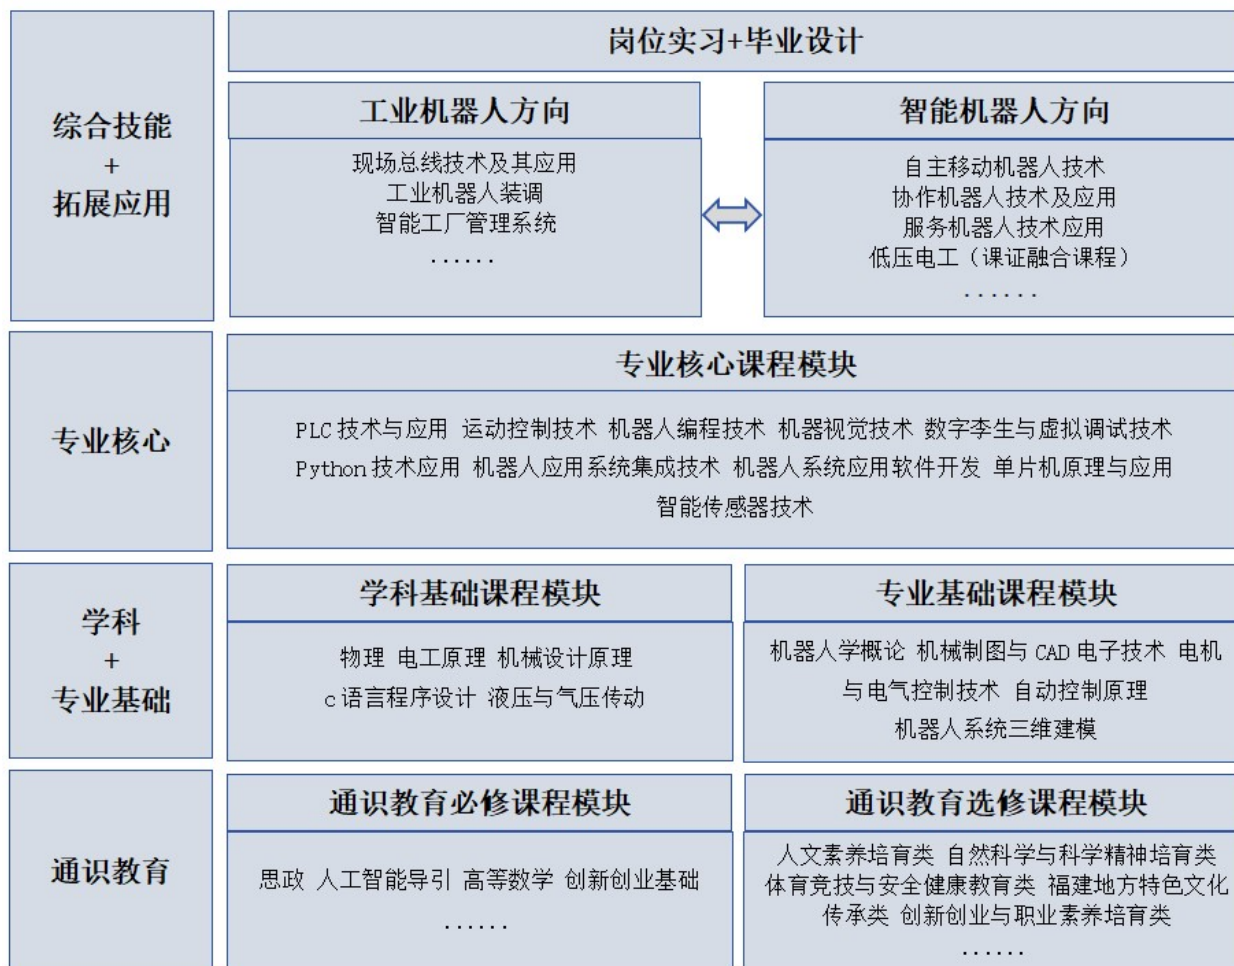 综合技能
+
拓展应用
岗位实习+毕业设计
工业机器人方向
现场总线技术及其应用
工业机器人装调
智能工厂管理系统
......
智能机器人方向
自主移动机器人技术
协作机器人技术及应用
服务机器人技术应用
低压电工（课证融合课程）
......
专业核心
专业核心课程模块
PLC 技术与应用 运动控制技术 机器人编程技术 机器视觉技术 数字李生与虚拟调试技术
Python 技术应用 机器人应用系统集成技术 机器人系统应用软件开发 单片机原理与应用
智能传感器技术
学科
+
专业基础
学科基础课程模块
物理 电工原理 机械设计原理
c 语言程序设计 液压与气压传动
专业基础课程模块
机器人学概论 机械制图与 CAD 电子技术 电机
与电气控制技术 自动控制原理
机器人系统三维建模
通识教育
通识教育必修课程模块
思政 人工智能导引 高等数学 创新创业基础
......
通识教育选修课程模块
人文素养培育类 自然科学与科学精神培育类
体育竞技与安全健康教育类 福建地方特色文化
传承类 创新创业与职业素养培育类
......